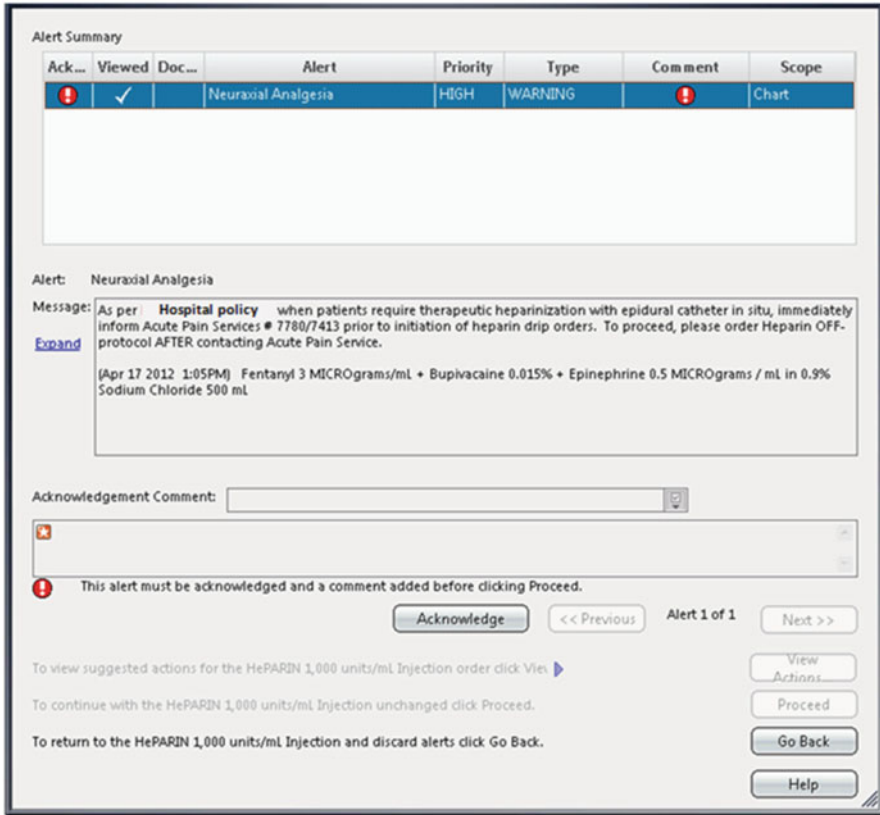 Alert Summary
Ack... Viewed Doc... Alert Priority Type Comment Scope
Neuraxial Analgesia HIGH WARNING Chart
Alert: Neuraxial Analgesia
Message: As per Hospital policy when patients require therapeutic heparinization with epidural catheter in situ, immediately
inform Acute Pain Services # 7780/7413 prior to initiation of heparin drip orders. To proceed, please order Heparin OFF-
Expand
protocol AFTER contacting Acute Pain Service.
(Apr 17 2012 1:05PM) Fentanyl 3 MICROgrams/mL + Bupivacaine 0.015% + Epinephrine 0.5 MICROgrams / mL in 0.9%
Sodium Chloride 500 mL
Acknowledgement Comment:
This alert must be acknowledged and a comment added before clicking Proceed.
Acknowledge << Previous Alert 1 of 1 Next >>
To view suggested actions for the HePARIN 1,000 units/mL Injection order click Vie
View
Actions...
To continue with the HePARIN 1,000 units/mL Injection unchanged click Proceed. Proceed
To return to the HePARIN 1,000 units/mL Injection and discard alerts click Go Back. Go Back
Help